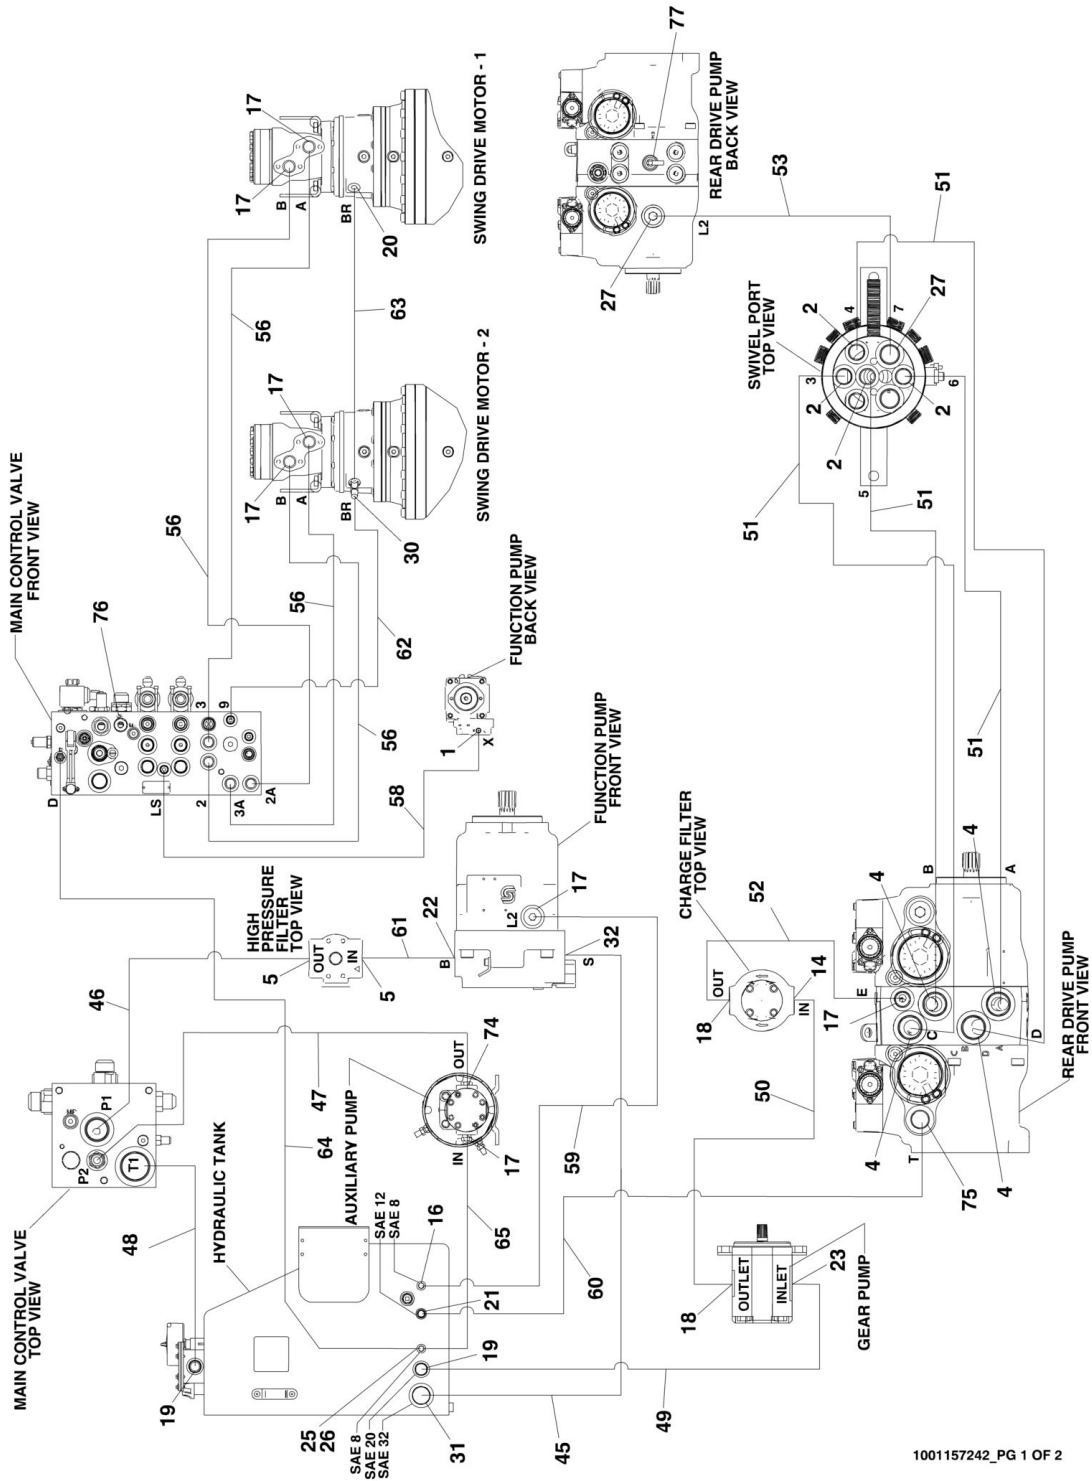 MAIN CONTROL VALVE
TOP VIEW
MAIN CONTROL VALVE
FRONT VIEW
SWING DRIVE MOTOR - 1
SWING DRIVE MOTOR - 2
REAR DRIVE PUMP
BACK VIEW
SWIVEL PORT
TOP VIEW
FUNCTION PUMP
BACK VIEW
FUNCTION PUMP
FRONT VIEW
HIGH
PRESSURE
FILTER
TOP VIEW
CHARGE FILTER
TOP VIEW
REAR DRIVE PUMP
FRONT VIEW
GEAR PUMP
HYDRAULIC TANK
AUXILIARY PUMP
17
17
B
A
BR
20
56
56
63
17
17
B
A
BR
30
56
62
56
76
D
LS
2
3A
2A
3
9
58
1
X
77
27
L2
53
51
2
4
7
27
3
2
2
5
2
6
51
51
51
46
5
OUT
IN
5
61
22
B
L2
17
32
S
P1
MP
P2
T1
48
47
64
74
OUT
IN
17
65
59
SAE 12
SAE 8
16
21
19
19
25
26
SAE 8
SAE 20
SAE 32
31
45
49
60
18
OUTLET
INLET
23
50
52
OUT
18
IN
14
E
17
4
4
B
A
C
D
C
B
D
A
T
4
75
4
1001157242_PG 1 OF 2